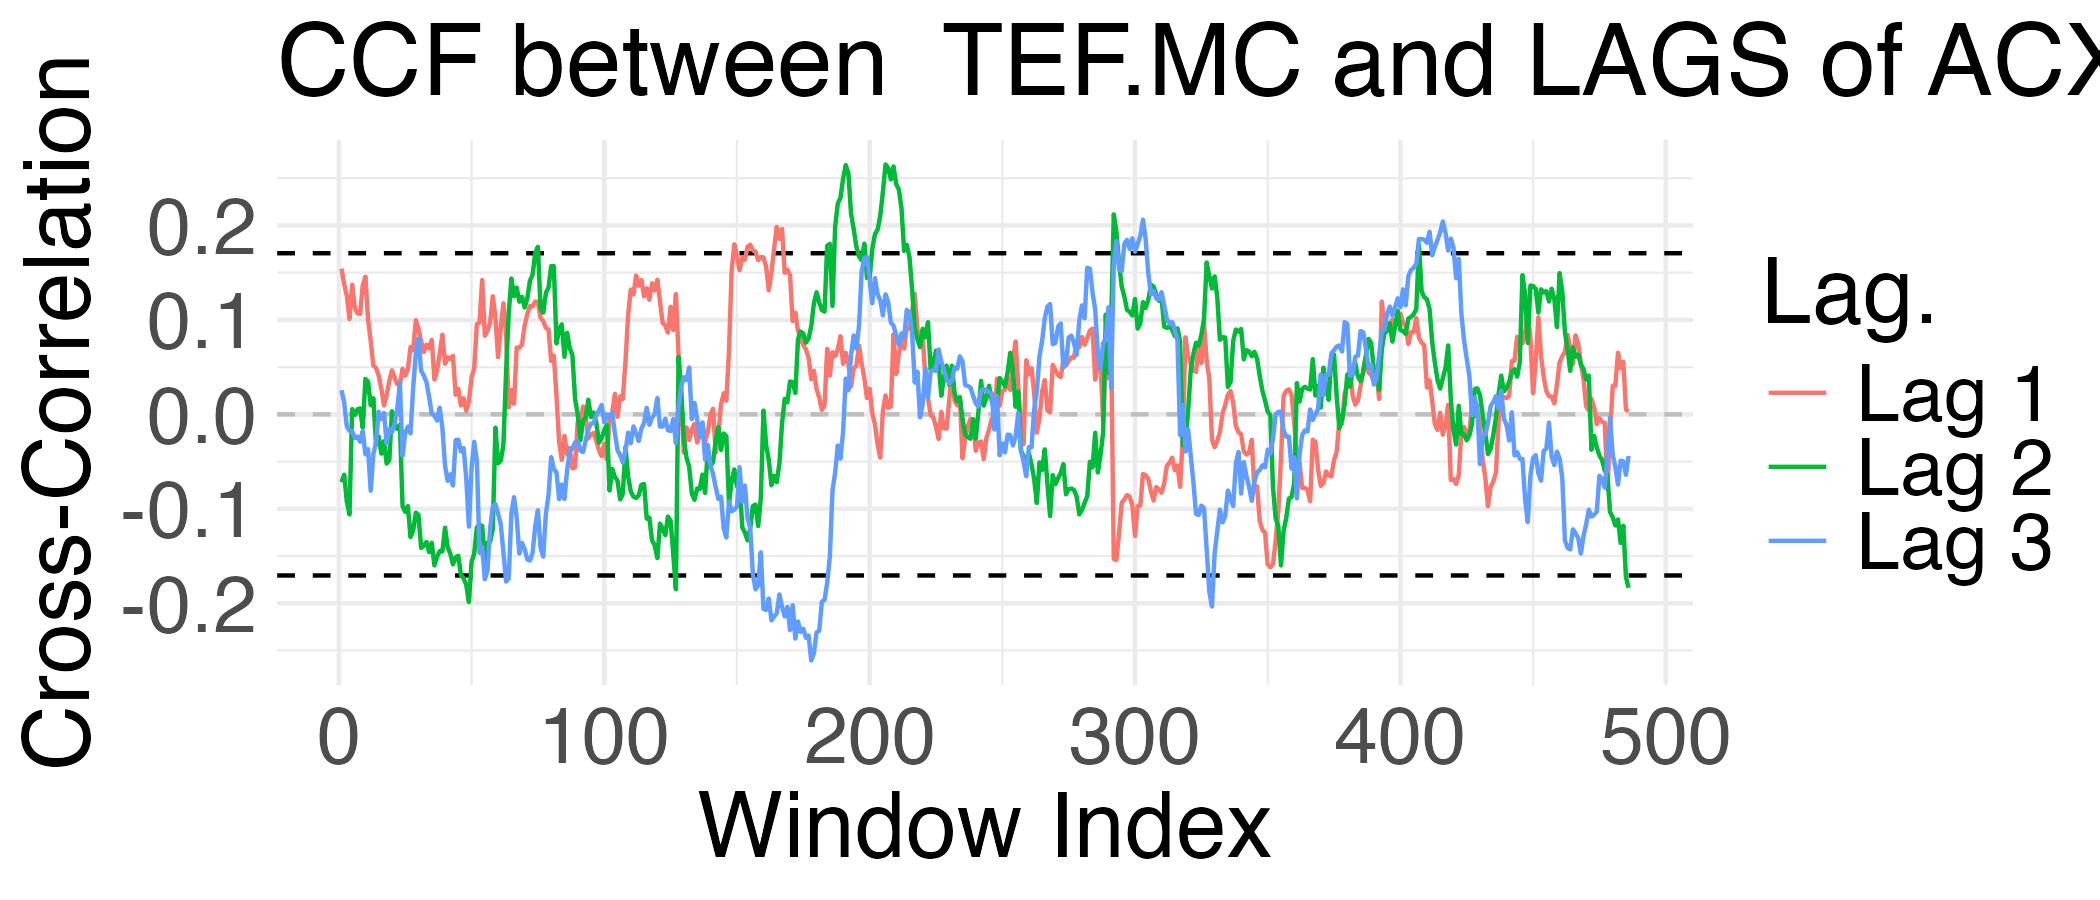 CCF between TEF.MC and LAGS of ACX
Cross-Correlation
0.2
0.1
0.0
-0.1
-0.2
0 100 200 300 400 500
Window Index
Lag.
Lag 1
Lag 2
Lag 3